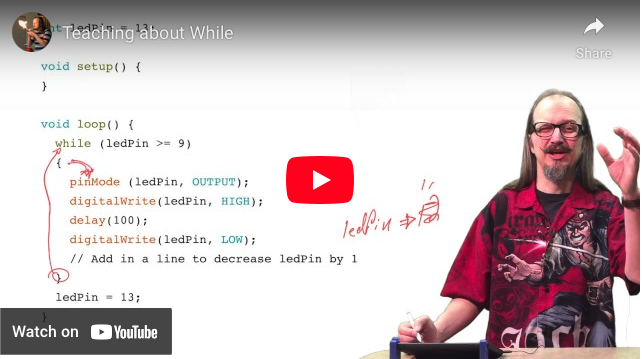 int ledPin = 13;
Teaching about While
Share
void setup() {
}
void loop() {
while (ledPin >= 9)
{
pinMode (ledPin, OUTPUT);
digitalWrite(ledPin, HIGH);
delay(100);
digitalWrite(ledPin, LOW);
// Add in a line to decrease ledPin by 1
}
ledPin = 13;
}
ledPin
Watch on YouTube